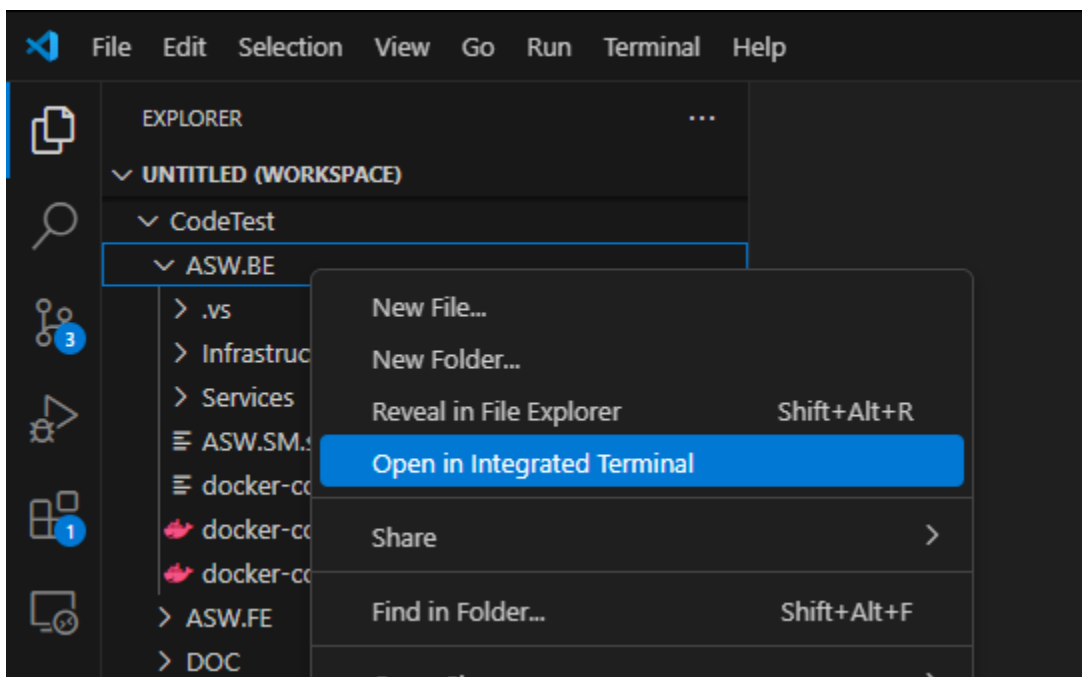 File Edit Selection View Go Run Terminal Help
EXPLORER ...
UNTITLED (WORKSPACE)
CodeTest
ASW.BE
.vs
Infrastruc
Services
ASW.SM.s
docker-co
docker-co
docker-co
ASW.FE
DOC
3
1
New File...
New Folder...
Reveal in File Explorer Shift+Alt+R
Open in Integrated Terminal
Share
Find in Folder... Shift+Alt+F